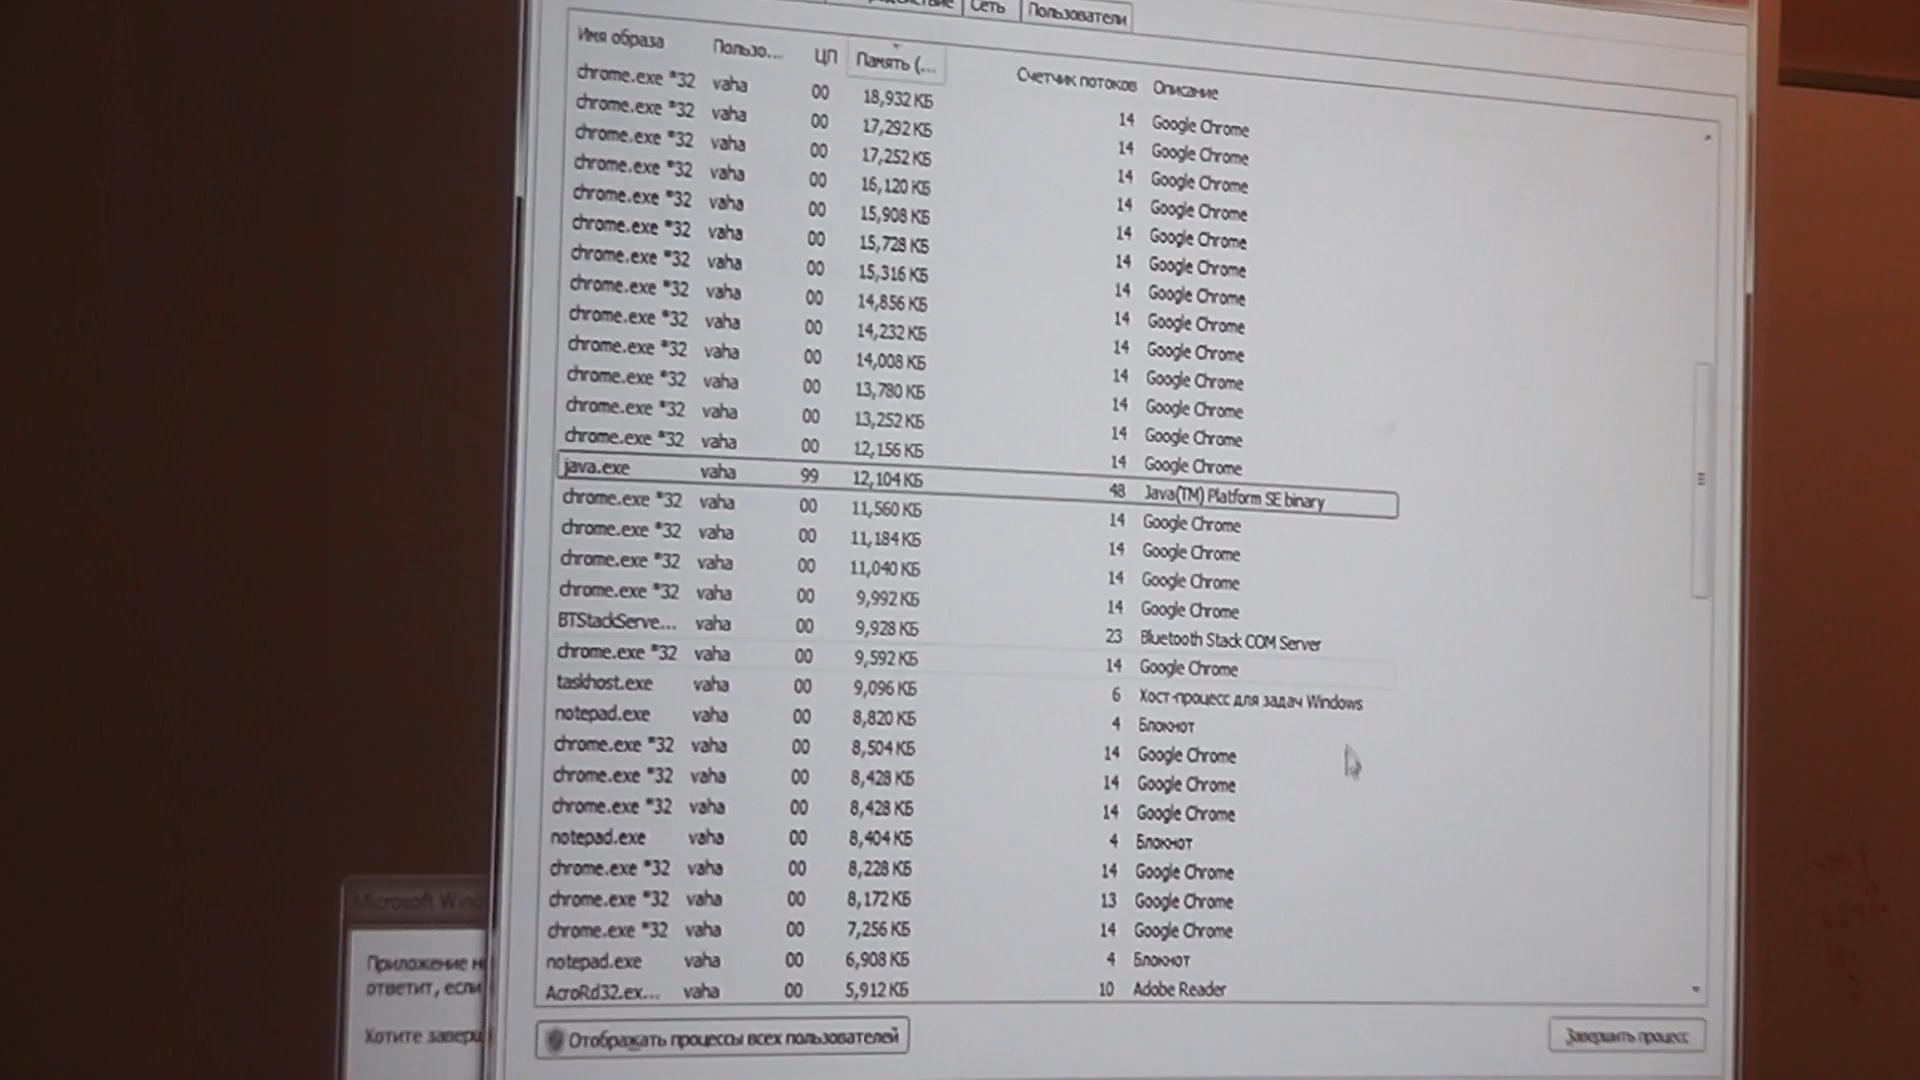 Сеть Пользователи
Имя образа Пользо... ЦП Память (... Счетчик потоков Описание
chrome.exe *32 vaha 00 18,932 КБ 14 Google Chrome
chrome.exe *32 vaha 00 17,292 КБ 14 Google Chrome
chrome.exe *32 vaha 00 17,252 КБ 14 Google Chrome
chrome.exe *32 vaha 00 16,120 КБ 14 Google Chrome
chrome.exe *32 vaha 00 15,908 КБ 14 Google Chrome
chrome.exe *32 vaha 00 15,728 КБ 14 Google Chrome
chrome.exe *32 vaha 00 15,316 КБ 14 Google Chrome
chrome.exe *32 vaha 00 14,856 КБ 14 Google Chrome
chrome.exe *32 vaha 00 14,232 КБ 14 Google Chrome
chrome.exe *32 vaha 00 14,008 КБ 14 Google Chrome
chrome.exe *32 vaha 00 13,780 КБ 14 Google Chrome
chrome.exe *32 vaha 00 13,252 КБ 14 Google Chrome
chrome.exe *32 vaha 00 12,156 КБ 14 Google Chrome
java.exe vaha 99 12,104 КБ 48 Java(TM) Platform SE binary
chrome.exe *32 vaha 00 11,560 КБ 14 Google Chrome
chrome.exe *32 vaha 00 11,184 КБ 14 Google Chrome
chrome.exe *32 vaha 00 11,040 КБ 14 Google Chrome
chrome.exe *32 vaha 00 9,992 КБ 14 Google Chrome
BTStackServe... vaha 00 9,928 КБ 23 Bluetooth Stack COM Server
chrome.exe *32 vaha 00 9,592 КБ 14 Google Chrome
taskhost.exe vaha 00 9,096 КБ 6 Хост-процесс для задач Windows
notepad.exe vaha 00 8,820 КБ 4 Блокнот
chrome.exe *32 vaha 00 8,504 КБ 14 Google Chrome
chrome.exe *32 vaha 00 8,428 КБ 14 Google Chrome
chrome.exe *32 vaha 00 8,428 КБ 14 Google Chrome
notepad.exe vaha 00 8,404 КБ 4 Блокнот
chrome.exe *32 vaha 00 8,228 КБ 14 Google Chrome
chrome.exe *32 vaha 00 8,172 КБ 13 Google Chrome
chrome.exe *32 vaha 00 7,256 КБ 14 Google Chrome
notepad.exe vaha 00 6,908 КБ 4 Блокнот
AcroRd32.ex... vaha 00 5,912 КБ 10 Adobe Reader
Отображать процессы всех пользователей
Завершить процесс
Microsoft Wind
Приложение н
ответит, если
Хотите заверш